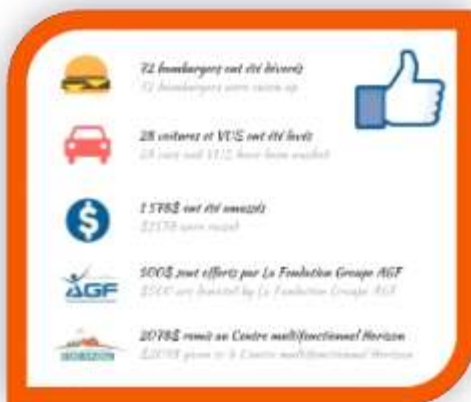 72 hamburgers ont été dévorés
72 hamburgers were eaten up
28 voitures et VUS ont été lavés
28 cars and VUS have been washed
1 578$ ont été amassés
$1578 were raised
500$ sont offerts par La Fondation Groupe AGF
$500 are donated by La Fondation Groupe AGF
AGF
2078$ remis au Centre multifonctionnel Horizon
$2078 given to Centre multifonctionnel Horizon
HORIZON